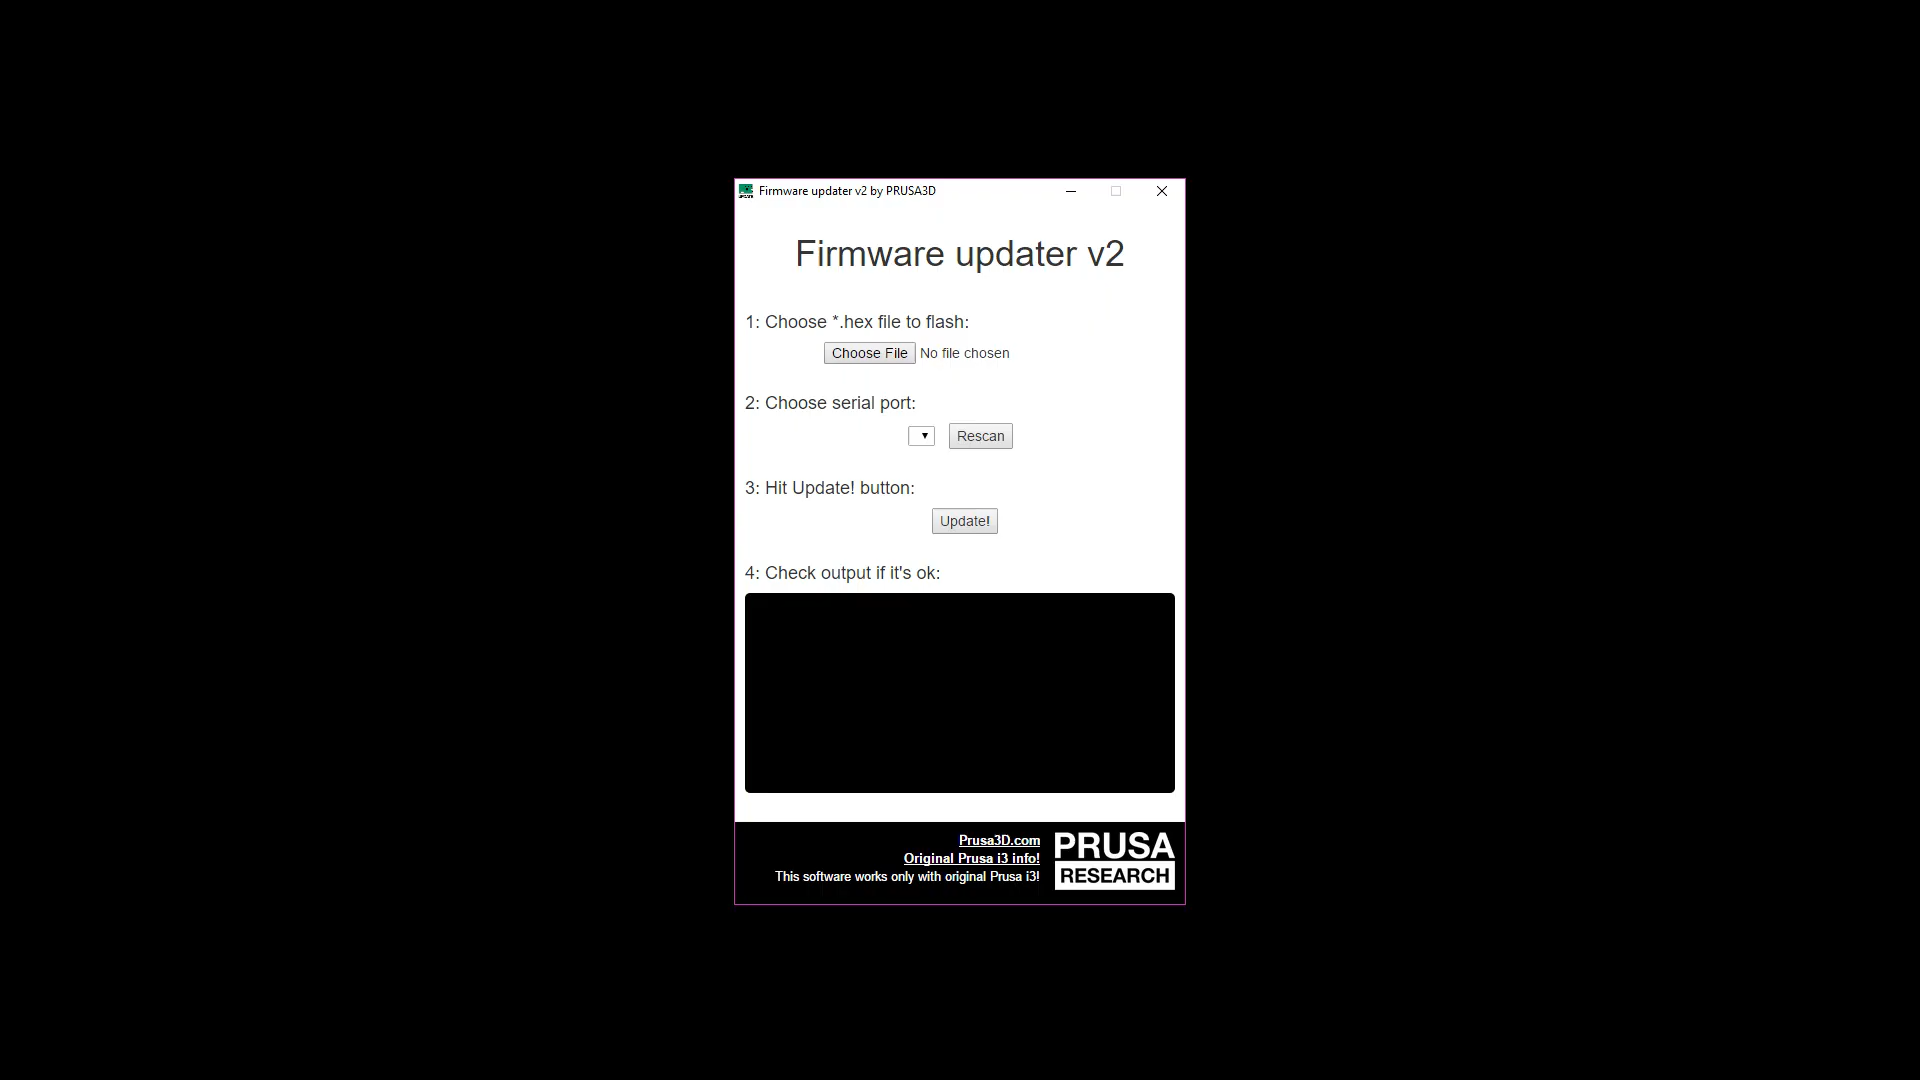 Firmware updater v2 by PRUSA3D
Firmware updater v2
1: Choose *.hex file to flash:
Choose File No file chosen
2: Choose serial port:
Rescan
3: Hit Update! button:
Update!
4: Check output if it's ok:
Prusa3D.com
Original Prusa i3 info!
This software works only with original Prusa i3!
PRUSA
RESEARCH